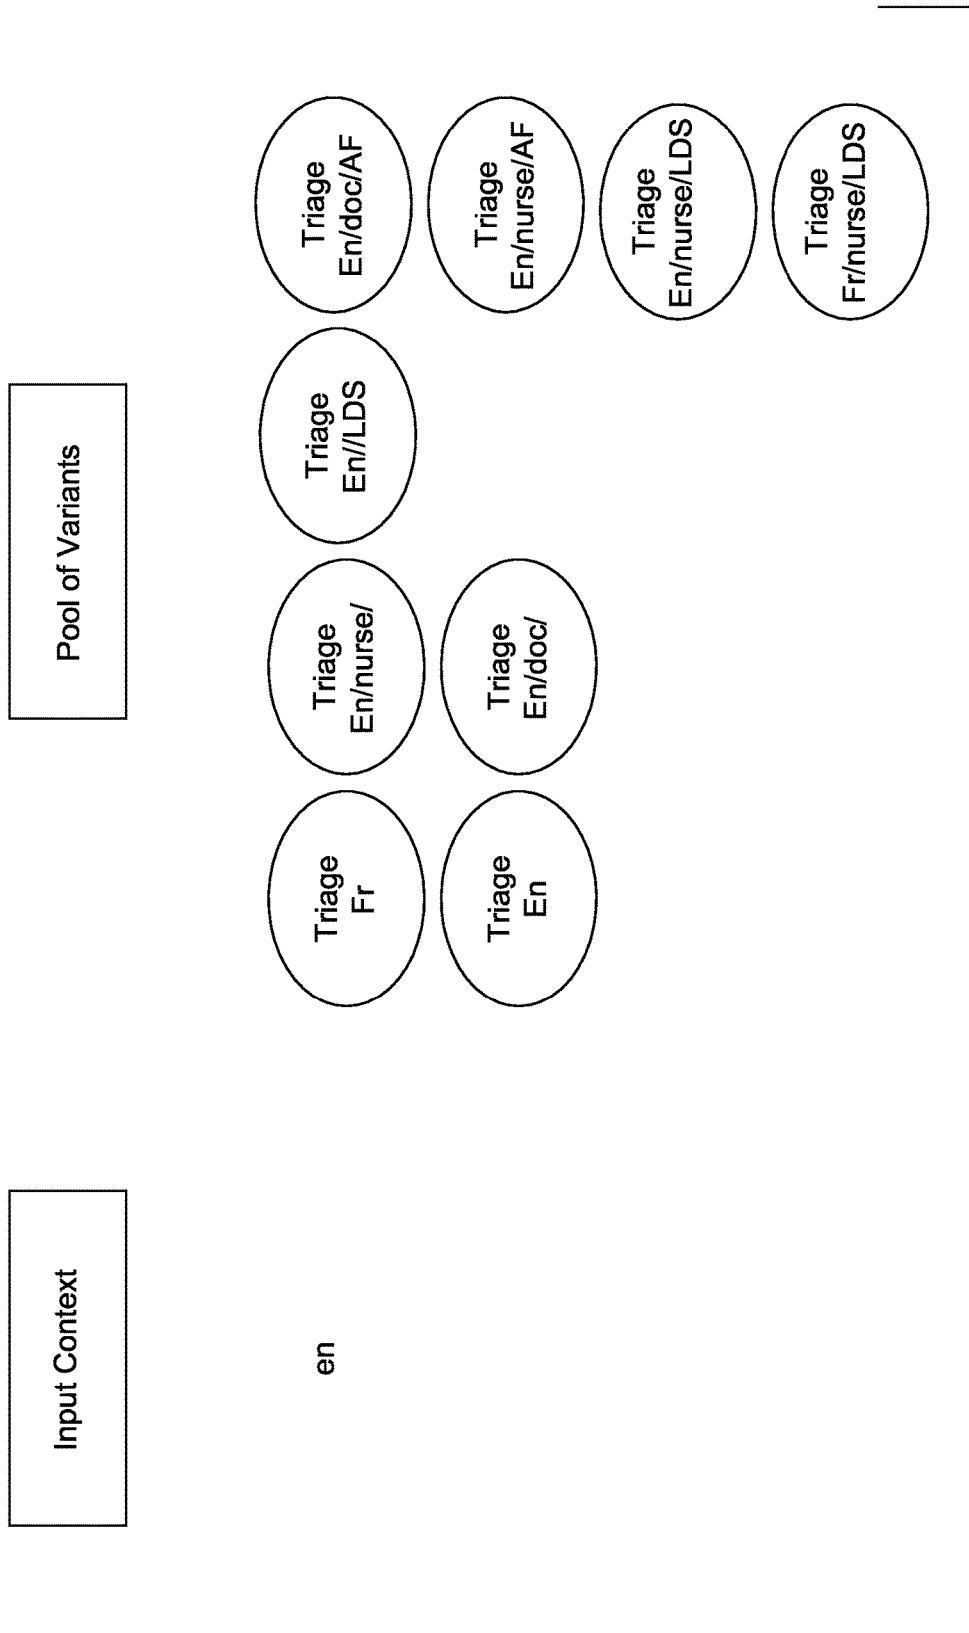 Input Context
Pool of Variants
en
Triage
Fr
Triage
En/nurse/
Triage
En//LDS
Triage
En/doc/AF
Triage
En
Triage
En/doc/
Triage
En/nurse/AF
Triage
En/nurse/LDS
Triage
Fr/nurse/LDS